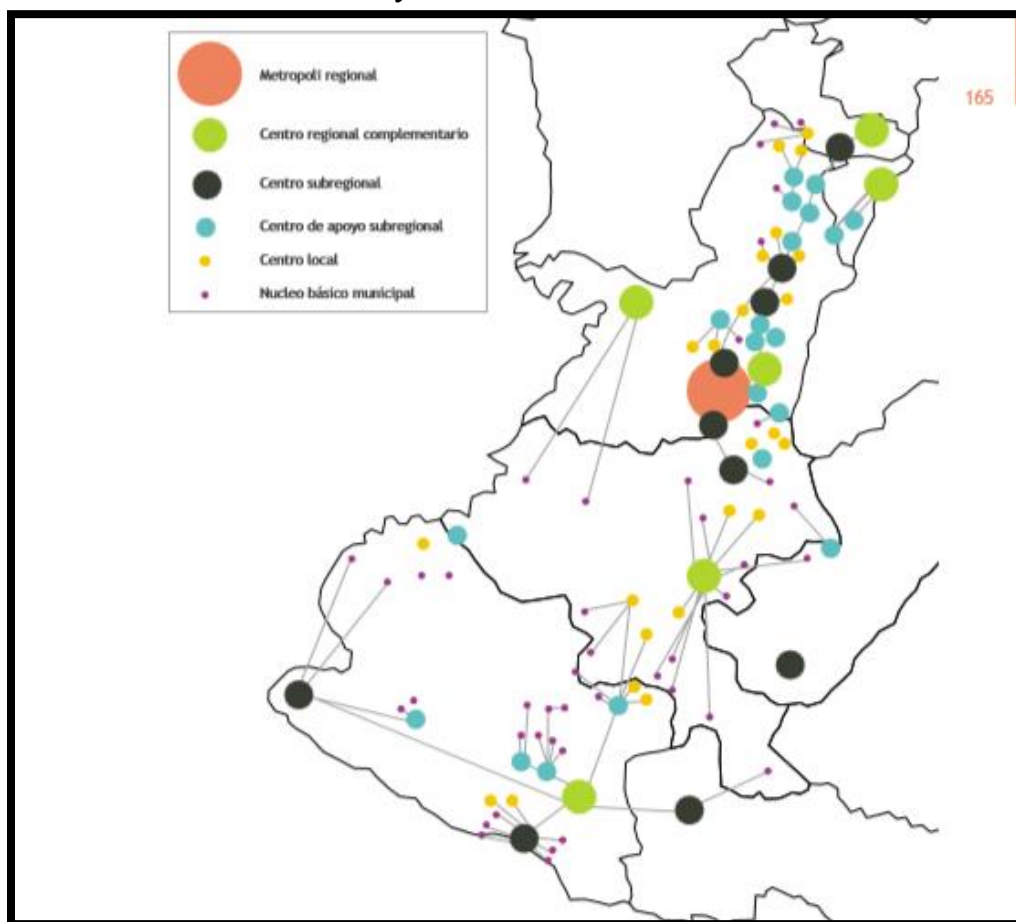 Metropoli regional
165
Centro regional complementario
Centro subregional
Centro de apoyo subregional
Centro local
Nucleo básico municipal